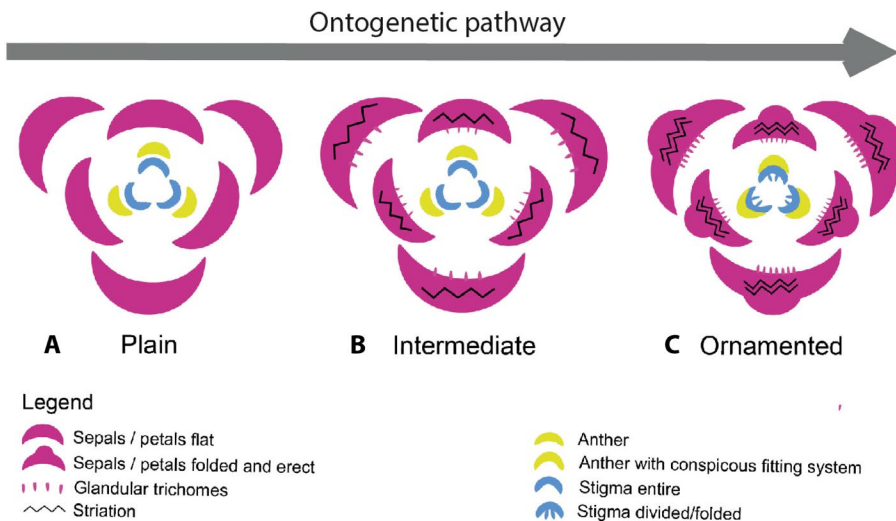 Ontogenetic pathway
A Plain
B Intermediate
C Ornamented
Legend
Sepals / petals flat
Sepals / petals folded and erect
Glandular trichomes
Striation
Anther
Anther with conspicous fitting system
Stigma entire
Stigma divided/folded